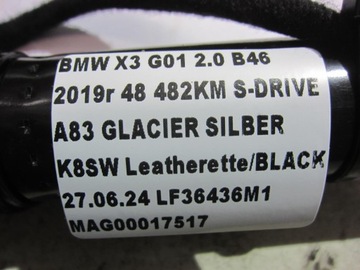 BMW X3 G01 2.0 B46
2019r 48 482KM S-DRIVE
A83 GLACIER SILBER
K8SW Leatherette/BLACK
27.06.24 LF36436M1
MAG00017517